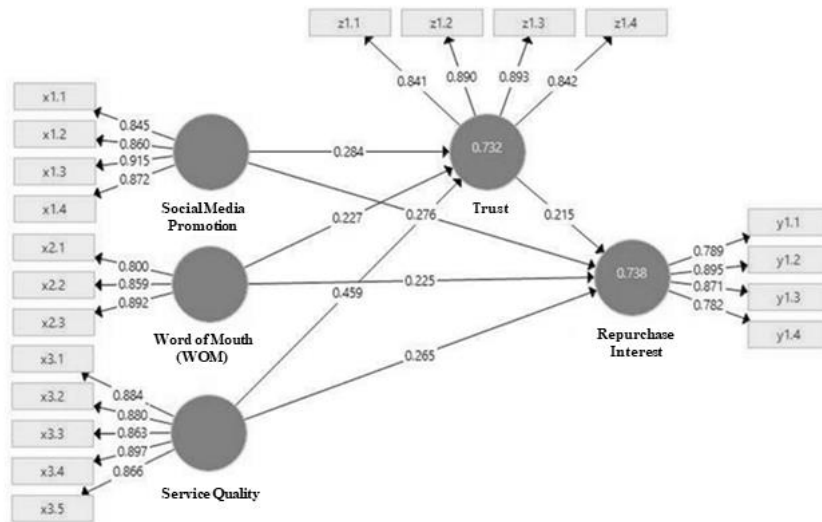 z1.1
z1.2
z1.3
z1.4
0.841
0.890
0.893
0.842
x1.1
x1.2
x1.3
x1.4
0.845
0.860
0.915
0.872
Social Media
Promotion
0.284
0.732
Trust
0.227
0.276
0.215
x2.1
x2.2
x2.3
0.800
0.859
0.892
Word of Mouth
(WOM)
0.225
0.459
0.738
Repurchase
Interest
0.789
0.895
0.871
0.782
y1.1
y1.2
y1.3
y1.4
0.265
x3.1
x3.2
x3.3
x3.4
x3.5
0.884
0.880
0.863
0.897
0.866
Service Quality